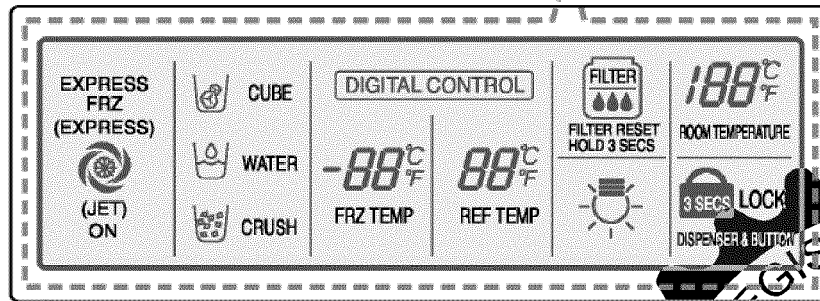 EXPRESS
FRZ
(EXPRESS)
(JET)
ON
CUBE
WATER
CRUSH
DIGITAL CONTROL
-88°C
°F
FRZ TEMP
88°C
°F
REF TEMP
FILTER
FILTER RESET
HOLD 3 SECS
188°C
°F
ROOM TEMPERATURE
3 SECS LOCK
DISPENSER & BUTTON